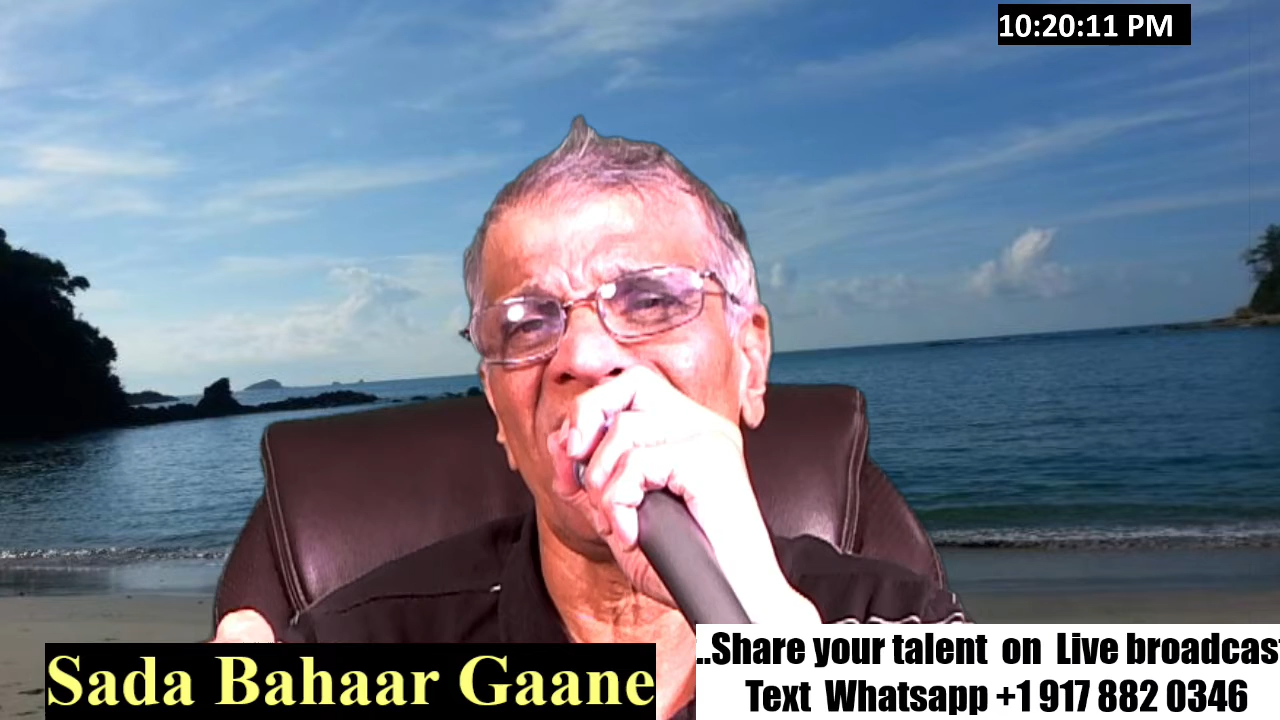 10:20:11 PM
Sada Bahaar Gaane
..Share your talent on Live broadcast
Text Whatsapp +1 917 882 0346